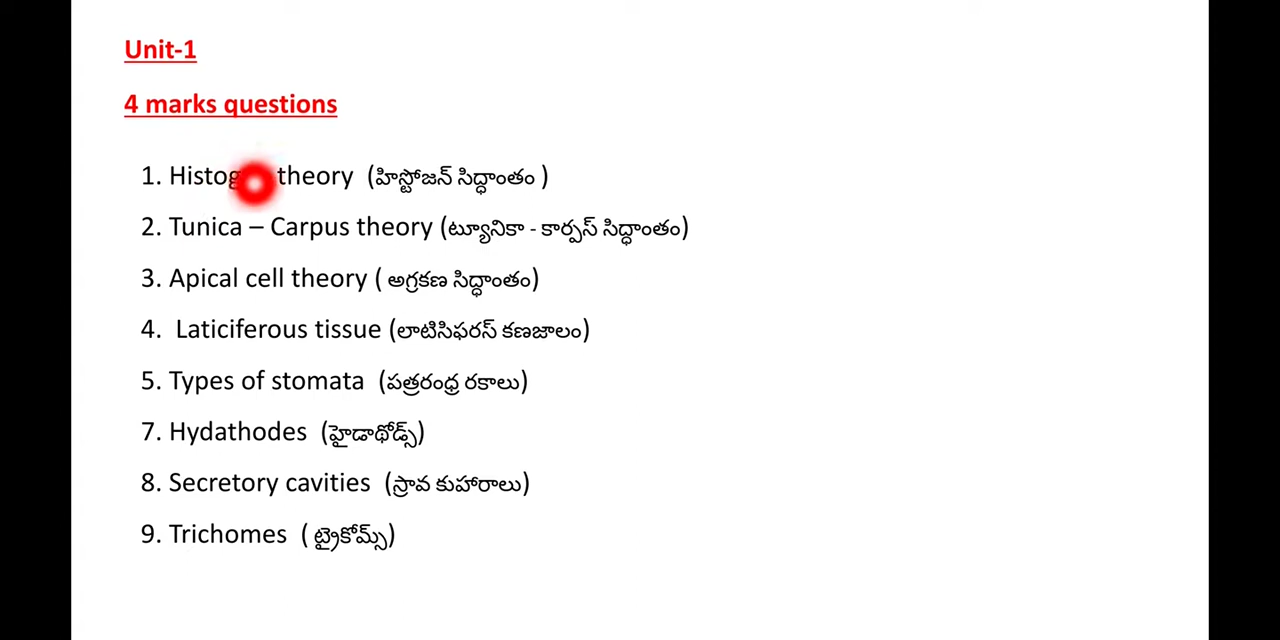 Unit-1
4 marks questions
1. theory (హిస్టోజన్ సిద్ధాంతం )
2. Tunica – Carpus theory (ట్యూనికా - కార్పస్ సిద్ధాంతం)
3. Apical cell theory ( అగ్రకణ సిద్ధాంతం)
4. Laticiferous tissue (లాటిసిఫరస్ కణజాలం)
5. Types of stomata (పత్రరంధ్ర రకాలు)
7. Hydathodes (హైడాథోడ్స్)
8. Secretory cavities (స్రావ కుహారాలు)
9. Trichomes ( ట్రైకోమ్స్)